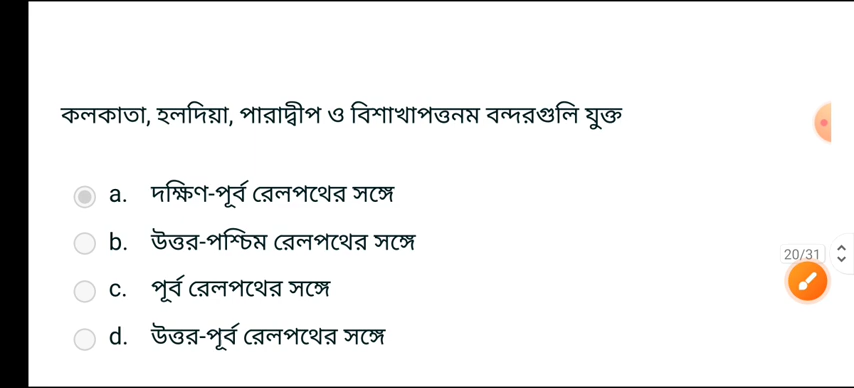 কলকাতা, হলদিয়া, পারাদ্বীপ ও বিশাখাপত্তনম বন্দরগুলি যুক্ত
a. দক্ষিণ-পূর্ব রেলপথের সঙ্গে
b. উত্তর-পশ্চিম রেলপথের সঙ্গে
20/31
c. পূর্ব রেলপথের সঙ্গে
d. উত্তর-পূর্ব রেলপথের সঙ্গে